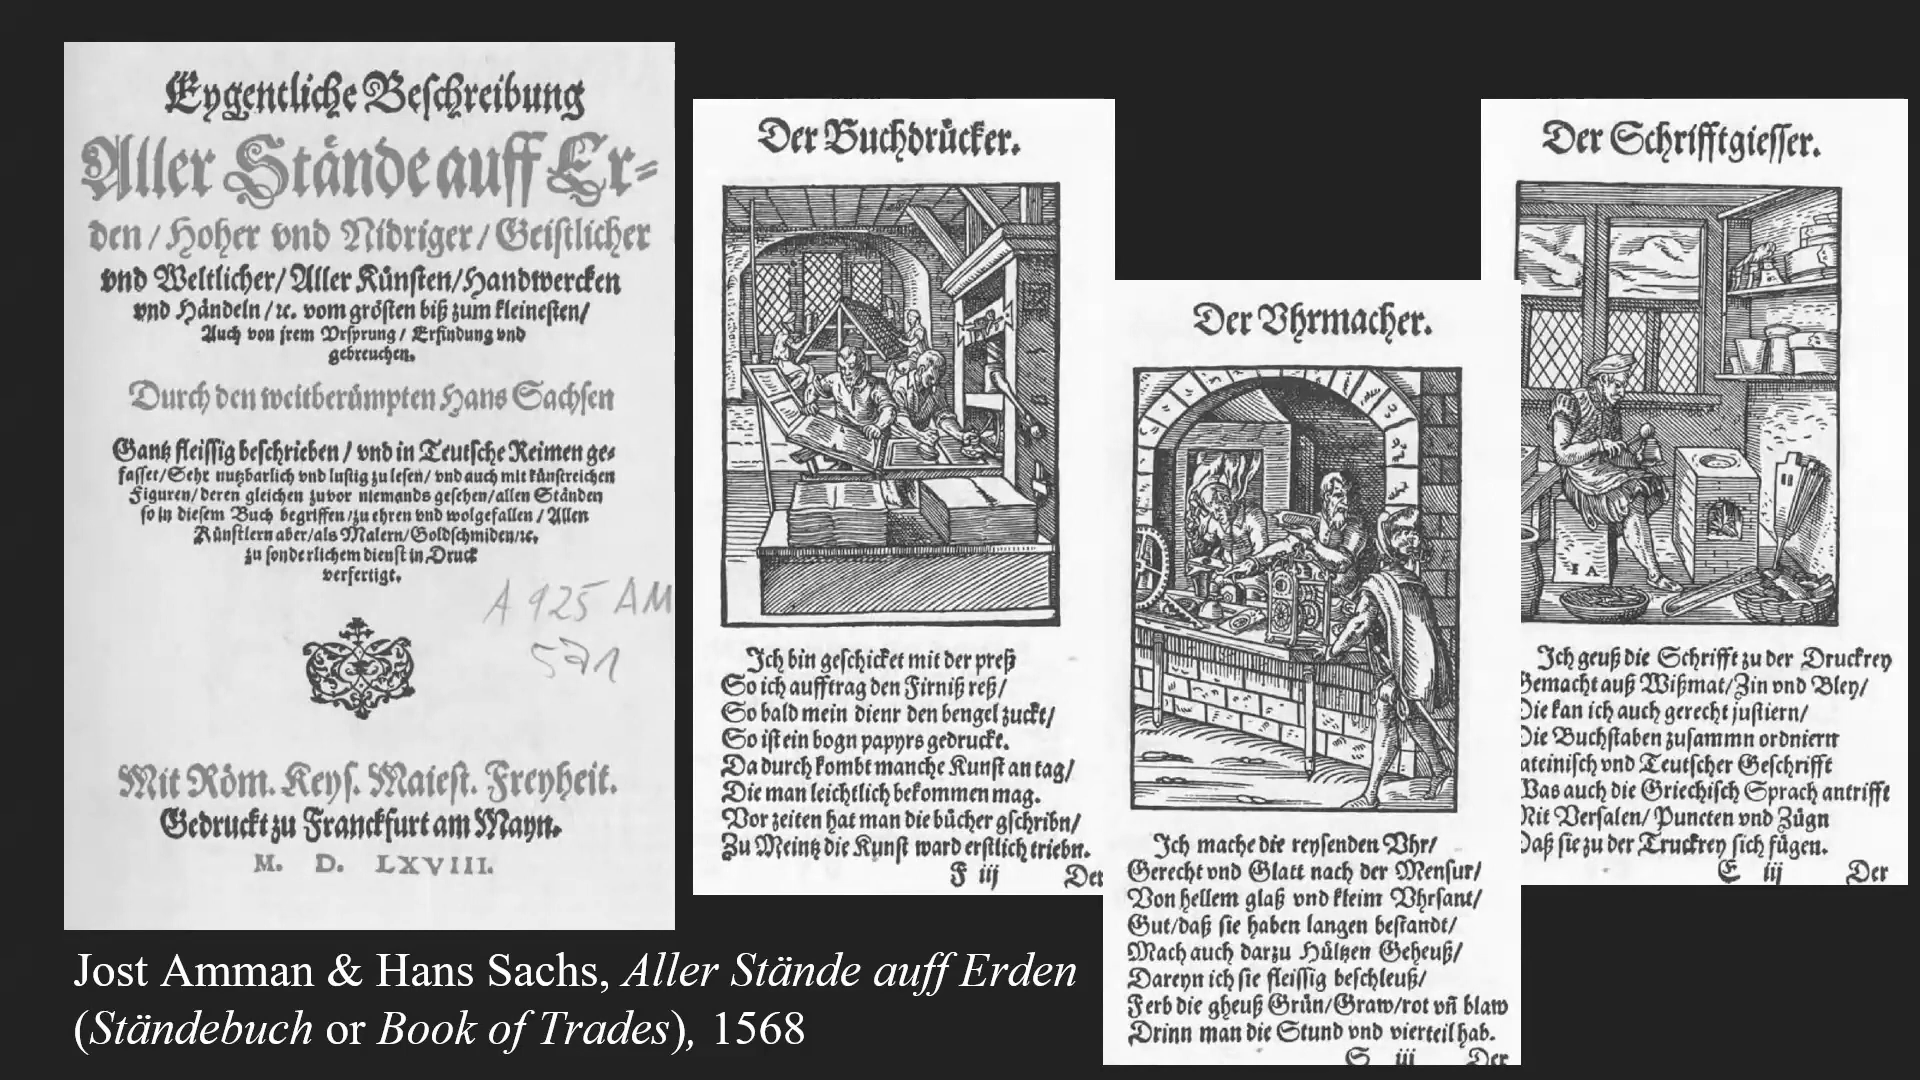 Eygentliche Beschreibung
Aller Stände auff Er-
den / Hoher vnd Nidriger / Geistlicher
vnd Weltlicher / Aller Künsten / Handwercken
vnd Händeln / ꝛc. vom grösten biß zum kleinesten /
Auch von jrem Vrsprung / Erfindung vnd
gebreuchen.
Durch den weitberümpten Hans Sachsen
Gantz fleissig beschrieben / vnd in Teutsche Reimen ge-
fasset / Sehr nutzbarlich vnd lustig zu lesen / vnd auch mit künstreichen
Figuren / deren gleichen zuvor niemands gesehen / allen Ständen
so in diesem Buch begriffen / zu ehren vnd wolgefallen / Allen
Künstlern aber / als Malern / Goldschmiden / ꝛc.
zu sonderlichem dienst in Druck
verfertigt.
A 925 AM
571
Mit Röm. Keys. Maiest. Freyheit.
Gedruckt zu Franckfurt am Mayn.
M. D. LXVIII.
Der Buchdrücker.
Ich bin geschicket mit der preß
So ich aufftrag den Firniß reß /
So bald mein dienr den bengel zuckt /
So ist ein bogn papyrs gedruckt.
Da durch kombt manche Kunst an tag /
Die man leichtlich bekommen mag.
Vor zeiten hat man die bücher gschribn /
Zu Meintz die Kunst ward erstlich triebn.
F iij Der
Der Vhrmacher.
Ich mache die reysenden Vhr /
Gerecht vnd Glatt nach der Mensur /
Von hellem glaß vnd kleim Vhrsant /
Gut / daß sie haben langen bestandt /
Mach auch darzu Hültzen Geheuß /
Dareyn ich sie fleissig beschleuß /
Ferb die gheuß Grün / Graw / rot vñ blaw
Drinn man die Stund vnd vierteil hab.
S iij Der
Der Schrifftgiesser.
IA
Ich geuß die Schrifft zu der Druckrey
Gemacht auß Wißmat / Zin vnd Bley /
Die kan ich auch gerecht justiern /
Die Buchstaben zusammn ordniern
ateinisch vnd Teutscher Geschrifft
Was auch die Griechisch Sprach antrifft
Mit Versalen / Puncten vnd Zügn
Daß sie zu der Truckrey sich fügen.
E iij Der
Jost Amman & Hans Sachs, Aller Stände auff Erden
(Ständebuch or Book of Trades), 1568